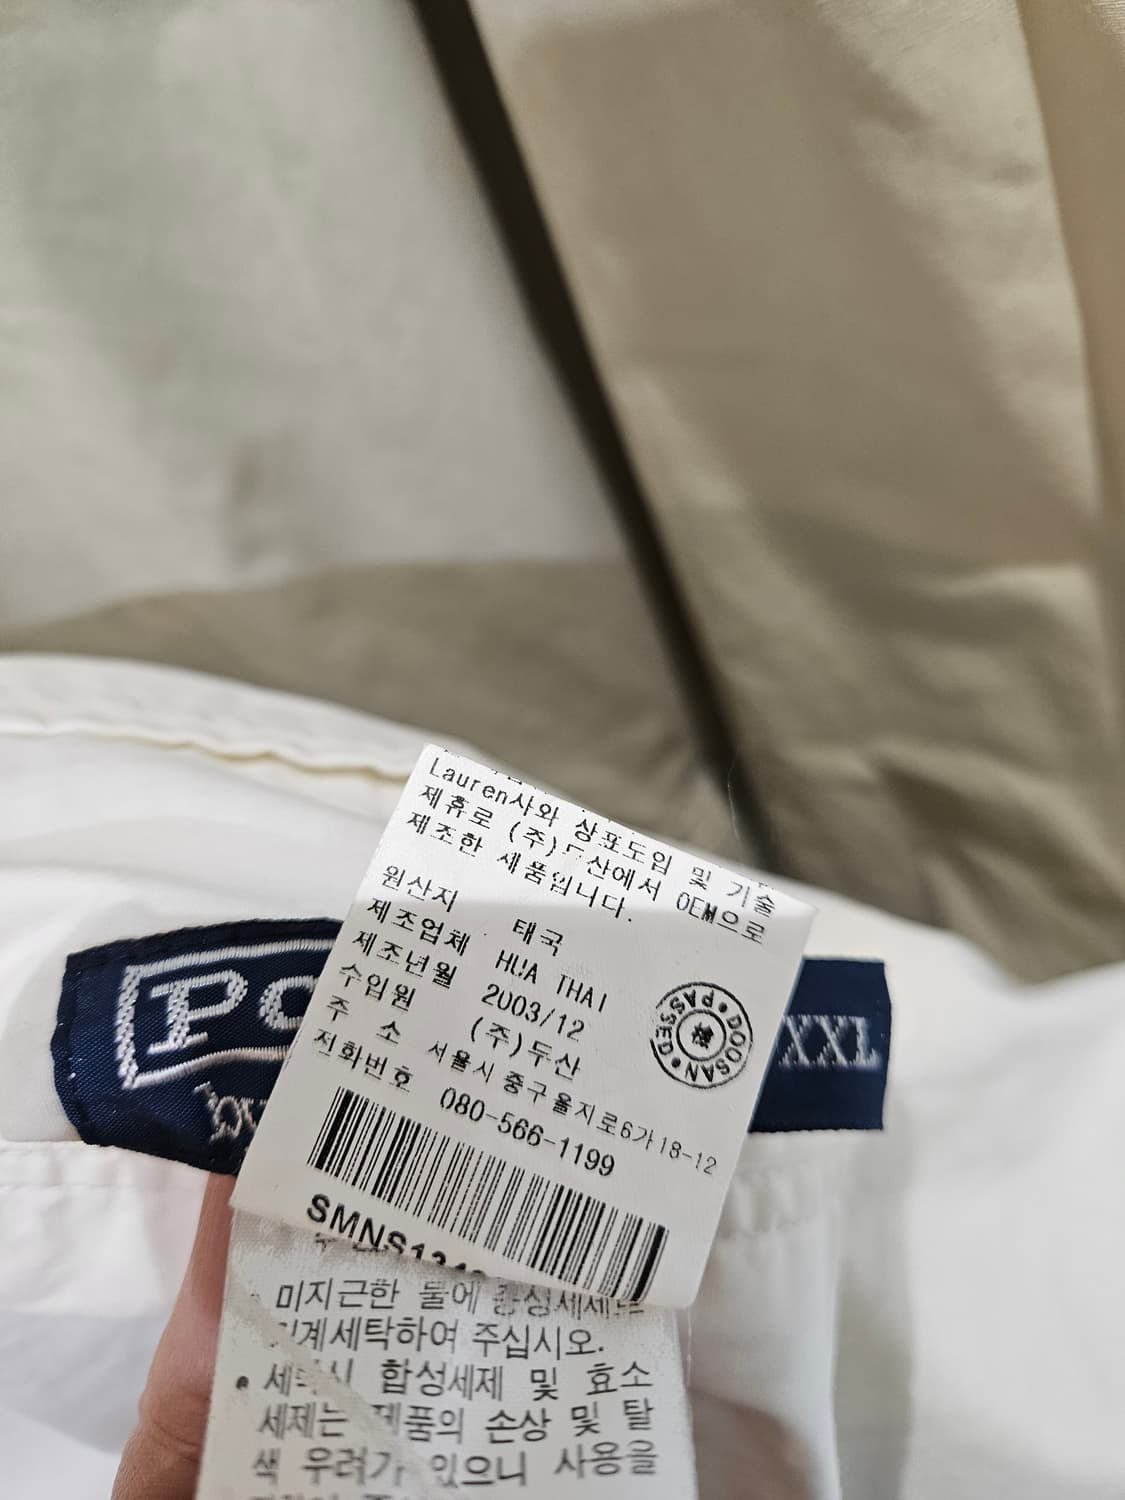 Lauren사와 상표도입 및 기술
제휴로 (주)두산에서 OEM으로
제조한 제품입니다.
원산지 태국
제조업체 HUA THAI
제조년월 2003/12
수입원 (주)두산
주 소 서울시 중구 을지로6가 18-12
전화번호 080-566-1199
PASSED DOOSAN
SMNS134
XXL
미지근한 물에 합성세제로
기계세탁하여 주십시오.
세탁시 합성세제 및 효소
세제는 제품의 손상 및 탈
색 우려가 있으니 사용을